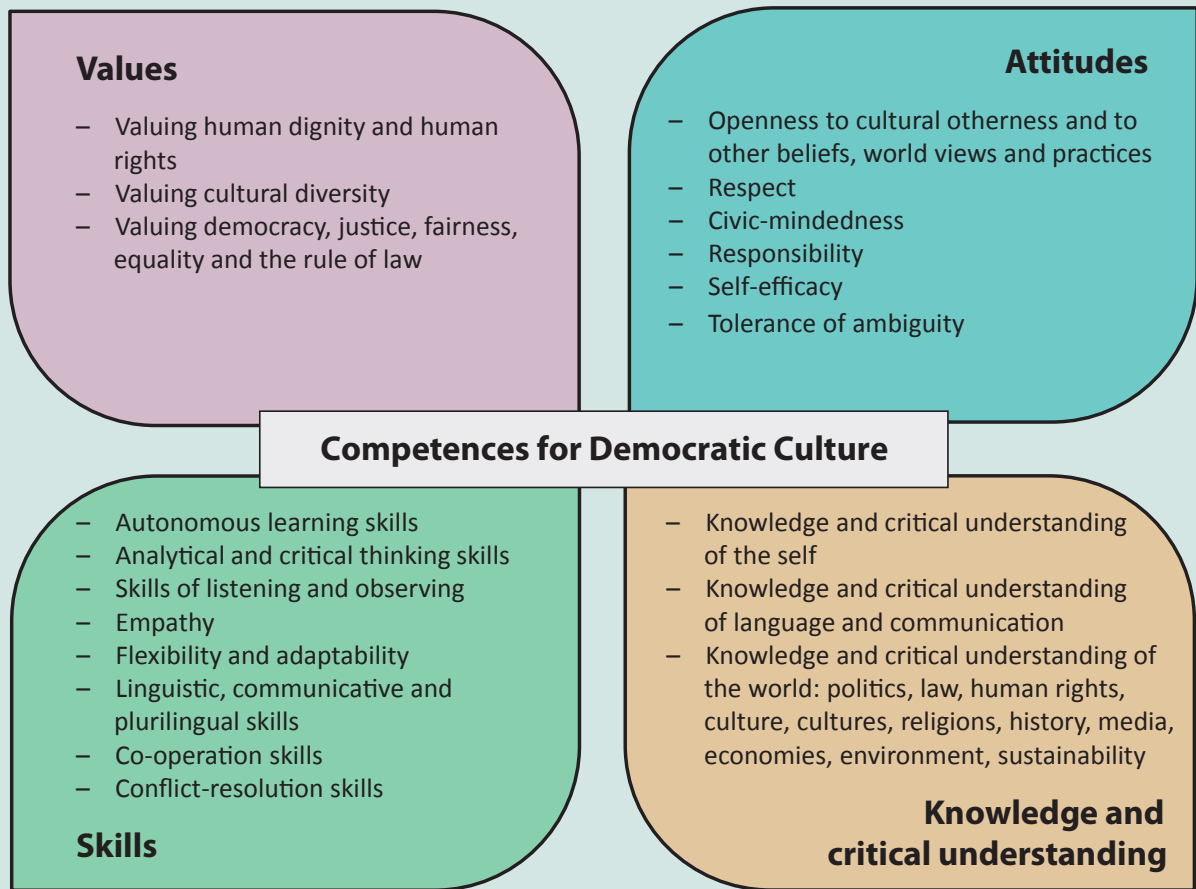 Values
– Valuing human dignity and human
rights
– Valuing cultural diversity
– Valuing democracy, justice, fairness,
equality and the rule of law
Attitudes
– Openness to cultural otherness and to
other beliefs, world views and practices
– Respect
– Civic-mindedness
– Responsibility
– Self-efficacy
– Tolerance of ambiguity
Competences for Democratic Culture
– Autonomous learning skills
– Analytical and critical thinking skills
– Skills of listening and observing
– Empathy
– Flexibility and adaptability
– Linguistic, communicative and
plurilingual skills
– Co-operation skills
– Conflict-resolution skills
Skills
– Knowledge and critical understanding
of the self
– Knowledge and critical understanding
of language and communication
– Knowledge and critical understanding of
the world: politics, law, human rights,
culture, cultures, religions, history, media,
economies, environment, sustainability
Knowledge and
critical understanding